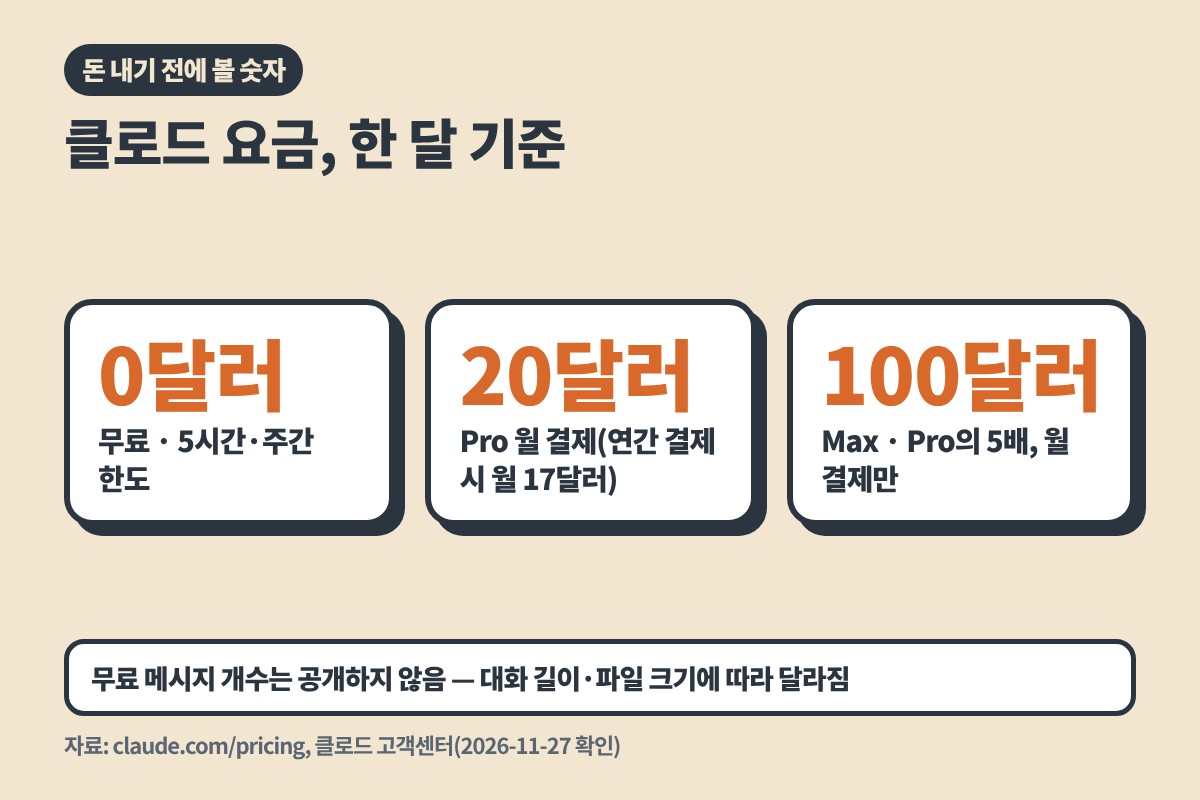 돈 내기 전에 볼 숫자
클로드 요금, 한 달 기준
0달러
무료 · 5시간·주간
한도
20달러
Pro 월 결제(연간 결제
시 월 17달러)
100달러
Max · Pro의 5배, 월
결제만
무료 메시지 개수는 공개하지 않음 — 대화 길이·파일 크기에 따라 달라짐
자료: claude.com/pricing, 클로드 고객센터(2026-11-27 확인)